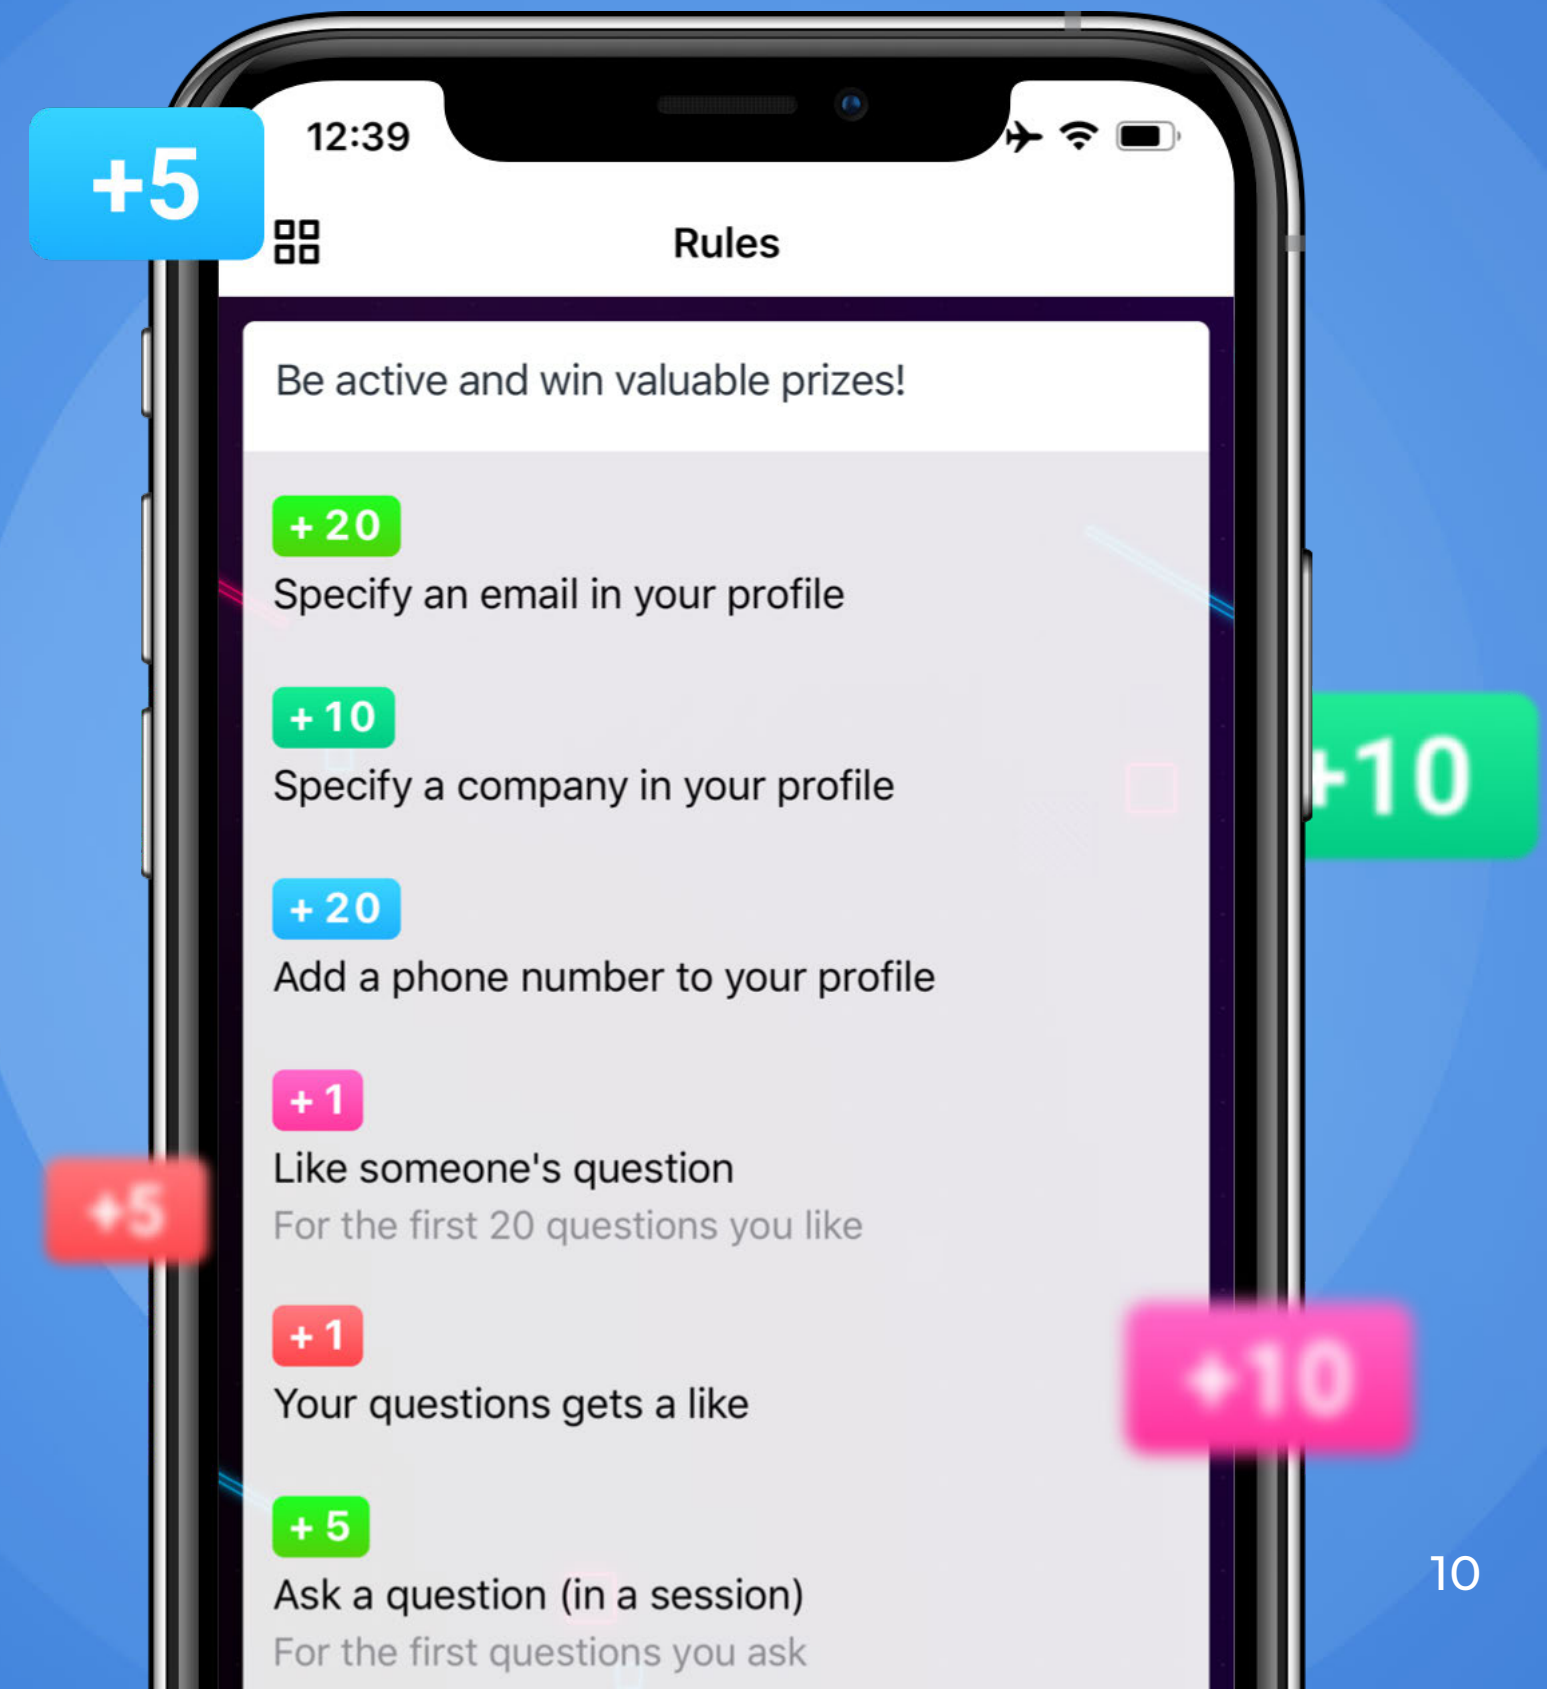 12:39
+5
Rules
Be active and win valuable prizes!
+ 20
Specify an email in your profile
+ 10
Specify a company in your profile
+10
+ 20
Add a phone number to your profile
+ 1
Like someone's question
+5
For the first 20 questions you like
+ 1
+10
Your questions gets a like
+ 5
Ask a question (in a session)
10
For the first questions you ask